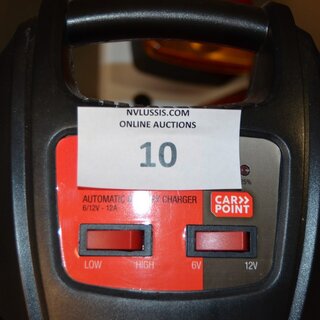 NVLUSSIS.COM
ONLINE AUCTIONS
10
AUTOMATIC CHARGER
6/12V - 12A
CAR
POINT
LOW HIGH 6V 12V